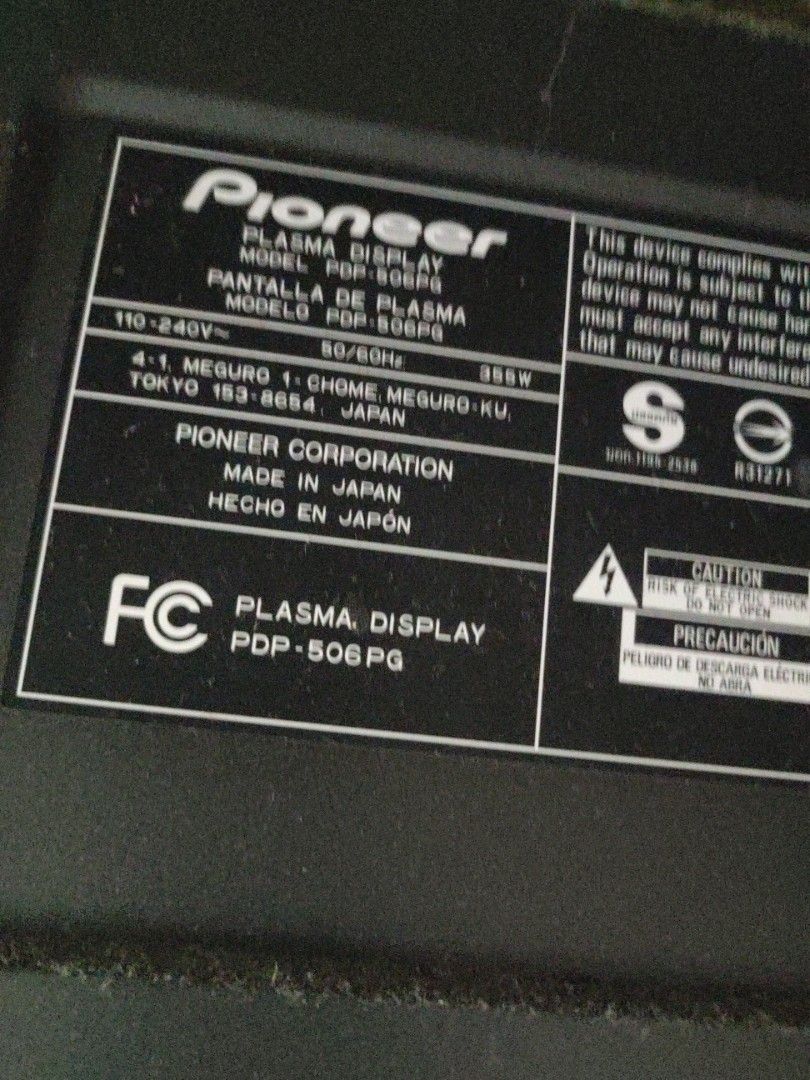 Pioneer
PLASMA DISPLAY
MODEL PDP-506PG
PANTALLA DE PLASMA
MODELO PDP-506PG
110-240V~ 50/60Hz 355W
4-1, MEGURO 1-CHOME, MEGURO-KU,
TOKYO 153-8654, JAPAN
PIONEER CORPORATION
MADE IN JAPAN
HECHO EN JAPÓN
FC PLASMA DISPLAY
PDP-506PG
This device complies wit
Operation is subject to t
device may not cause ha
must accept any interfer
that may cause undesired
S
R31271
CAUTION
RISK OF ELECTRIC SHOCK
DO NOT OPEN
PRECAUCIÓN
PELIGRO DE DESCARGA ELÉCTRI
NO ABRA